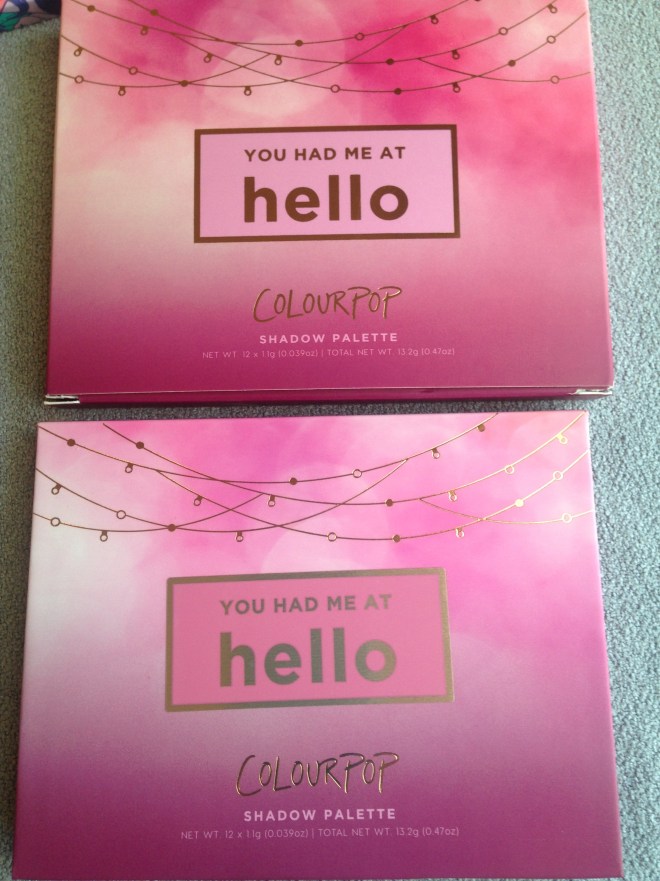 YOU HAD ME AT
hello
COLOURPOP
SHADOW PALETTE
NET WT. 12 x 1.1g (0.039oz) | TOTAL NET WT. 13.2g (0.47oz)
YOU HAD ME AT
hello
COLOURPOP
SHADOW PALETTE
NET WT. 12 x 1.1g (0.039oz) | TOTAL NET WT. 13.2g (0.47oz)